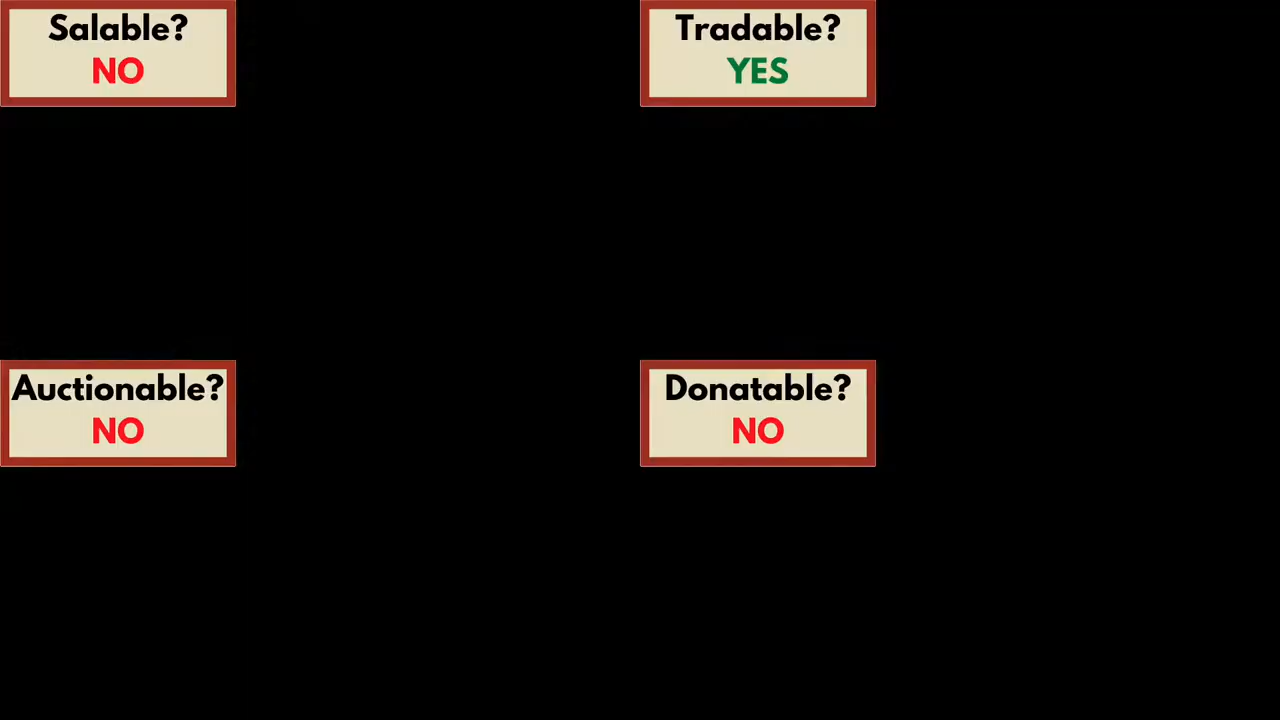 Salable?
NO
Tradable?
YES
Auctionable?
NO
Donatable?
NO